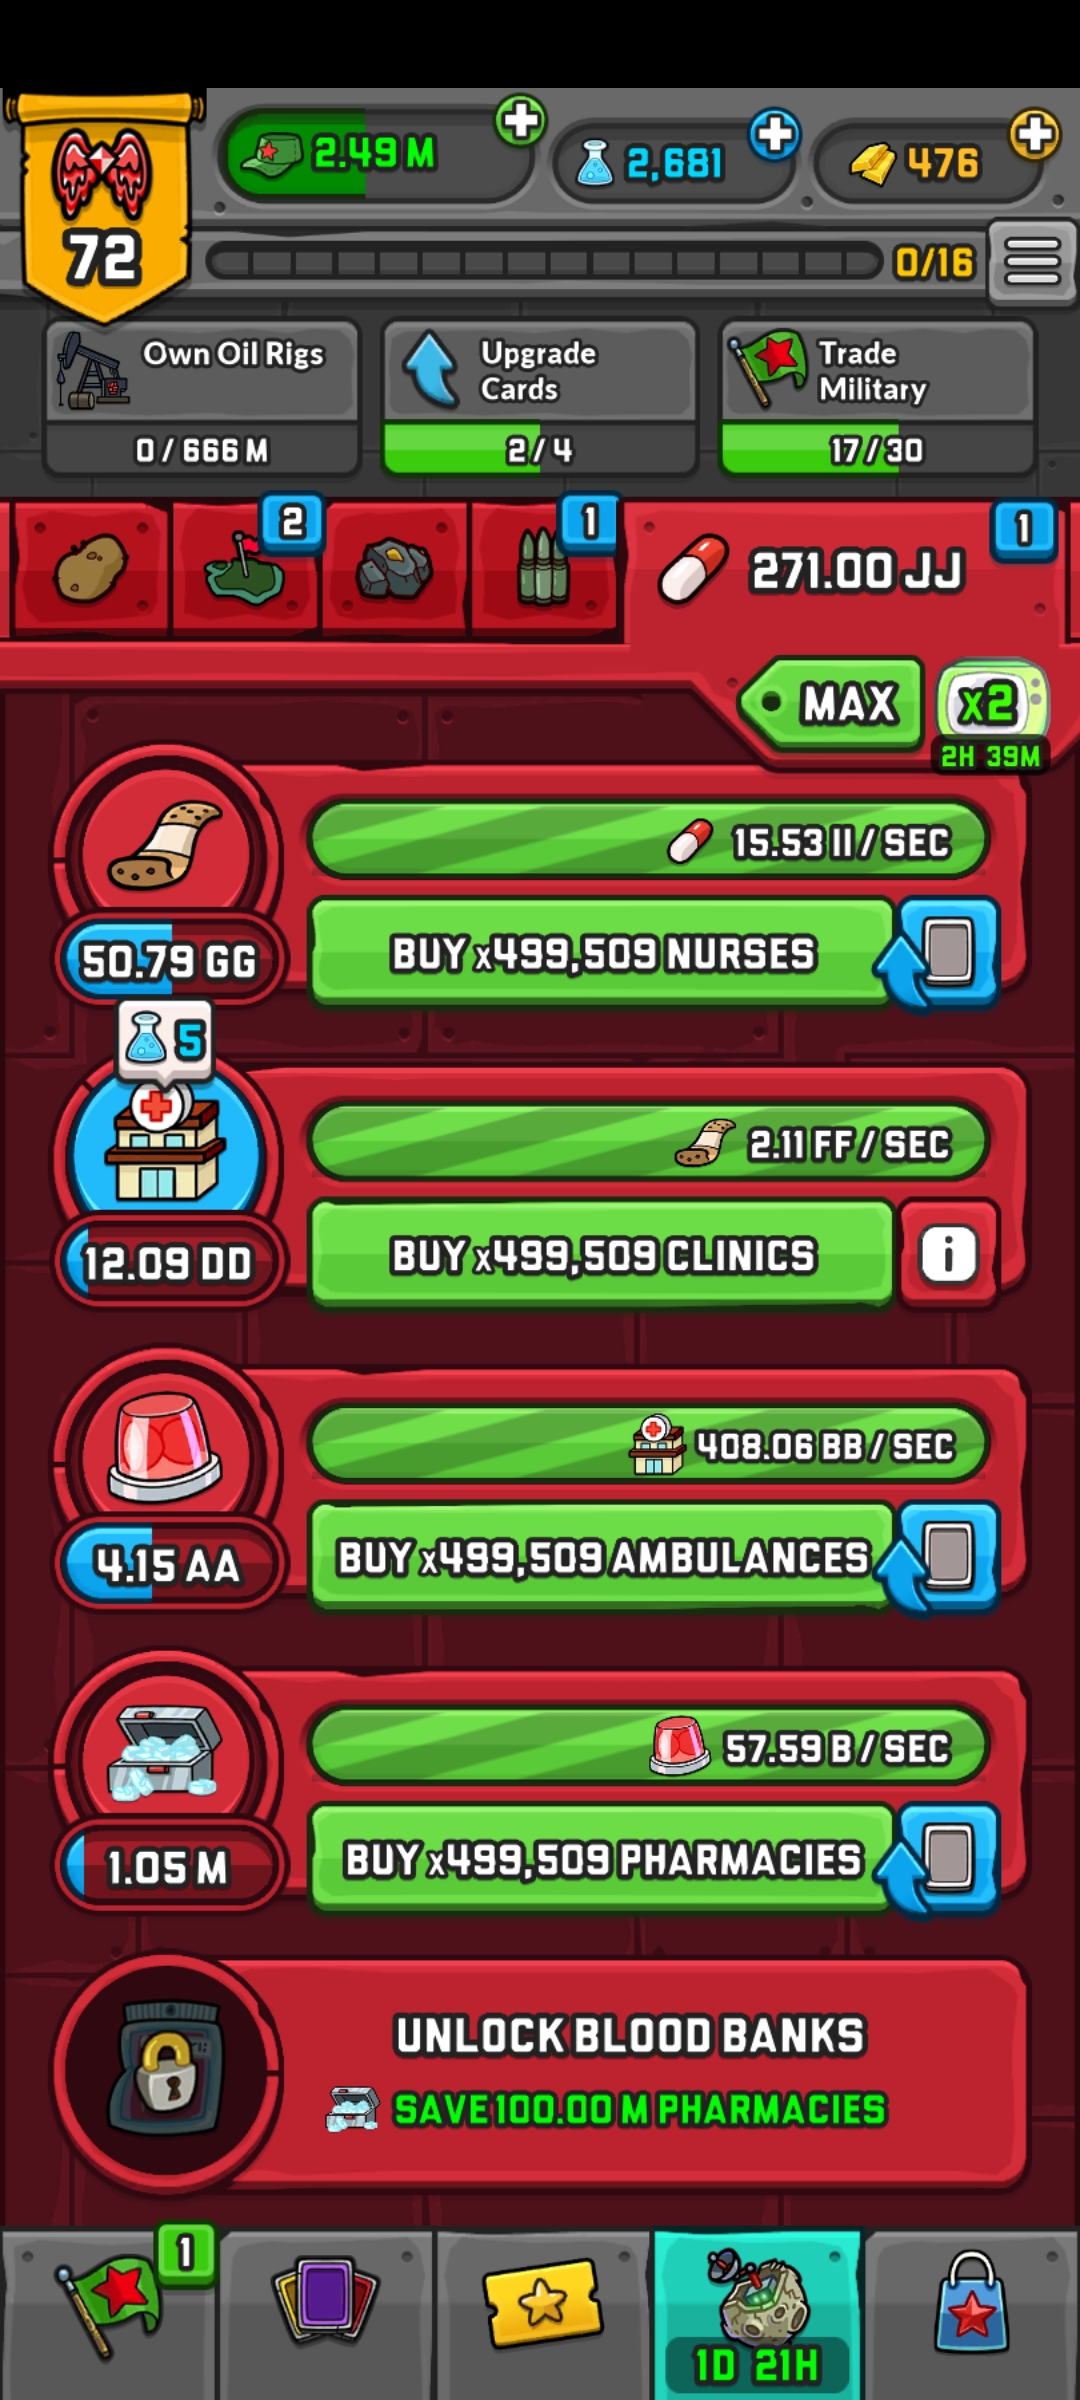 2.49 M
2,681
476
72
0/16
Own Oil Rigs
0 / 666 M
Upgrade
Cards
2 / 4
Trade
Military
17 / 30
2
1
271.00 JJ
1
MAX
x2
2H 39M
15.53 II / SEC
50.79 GG
BUY x499,509 NURSES
5
2.11 FF / SEC
12.09 DD
BUY x499,509 CLINICS
i
408.06 BB / SEC
4.15 AA
BUY x499,509 AMBULANCES
57.59 B / SEC
1.05 M
BUY x499,509 PHARMACIES
UNLOCK BLOOD BANKS
SAVE 100.00 M PHARMACIES
1
1D 21H